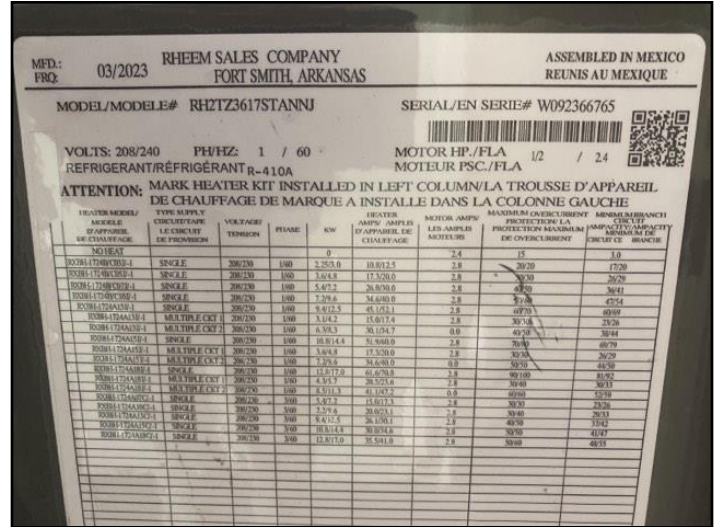 MFD.: 03/2023 RHEEM SALES COMPANY ASSEMBLED IN MEXICO
FRQ: FORT SMITH, ARKANSAS REUNIS AU MEXIQUE
MODEL/MODELE# RH2TZ3617STANNJ SERIAL/EN SERIE# W092366765
VOLTS: 208/240 PH/HZ: 1 / 60 MOTOR HP./FLA 1/2 / 2.4
REFRIGERANT/RÉFRIGÉRANT R-410A MOTEUR PSC./FLA
ATTENTION: MARK HEATER KIT INSTALLED IN LEFT COLUMN/LA TROUSSE D'APPAREIL
DE CHAUFFAGE DE MARQUE A INSTALLE DANS LA COLONNE GAUCHE
HEATER MODEL/ TYPE SUPPLY HEATER MAXIMUM OVERCURRENT MINIMUM BRANCH
MODELE CIRCUIT/TAPE VOLTAGE/ AMPS/ AMPLIS MOTOR AMPS/ PROTECTION/ LA CIRCUIT
D'APPAREIL LE CIRCUIT TENSION PHASE KW D'APPAREIL DE LES AMPLIS PROTECTION MAXIMUM AMPACITY/AMPACITY
DE CHAUFFAGE DE PROVISION CHAUFFAGE MOTEURS DE OVERCURRENT MINIMUM DE
CIRCUIT CE BRANCHE
NO HEAT 0 2.4 15 3.0
SINGLE 208/230 1/60 2.25/3.0 10.8/12.5 2.8 20/20 17/20
SINGLE 208/230 1/60 3.6/4.8 17.3/20.0 2.8 26/29
SINGLE 208/230 1/60 5.4/7.2 26.0/30.0 2.8 36/41
SINGLE 208/230 1/60 7.2/9.6 34.6/40.0 2.8 47/54
SINGLE 208/230 1/60 9.4/12.5 45.1/52.1 2.8 60/70 60/69
MULTIPLE CKT 1 208/230 1/60 3.1/4.2 15.0/17.4 2.8 30/30 23/26
MULTIPLE CKT 2 208/230 1/60 6.3/8.3 30.1/34.7 0.0 40/50 38/44
SINGLE 208/230 1/60 10.8/14.4 51.9/60.0 2.8 69/79
MULTIPLE CKT 1 208/230 1/60 3.6/4.8 17.3/20.0 2.8 30/30 26/29
MULTIPLE CKT 2 208/230 1/60 7.2/9.6 34.6/40.0 0.0 50/50 44/50
SINGLE 208/230 1/60 12.8/17.0 61.6/70.8 2.8 90/100 81/92
MULTIPLE CKT 1 208/230 1/60 2.8 30/40 30/33
MULTIPLE CKT 2 208/230 1/60 8.5/11.3 41.1/47.2 0.0 60/60 52/59
SINGLE 208/230 3/60 5.4/7.2 15.0/17.3 2.8 30/30 23/26
SINGLE 208/230 3/60 20.0/23.1 2.8 30/40 29/33
SINGLE 208/230 3/60 9.4/12.5 26.1/30.1 2.8 40/50 37/42
SINGLE 208/230 3/60 10.8/14.4 30.0/34.6 2.8 50/50 41/47
SINGLE 208/230 3/60 12.8/17.0 35.5/41.0 2.8 50/60 48/55